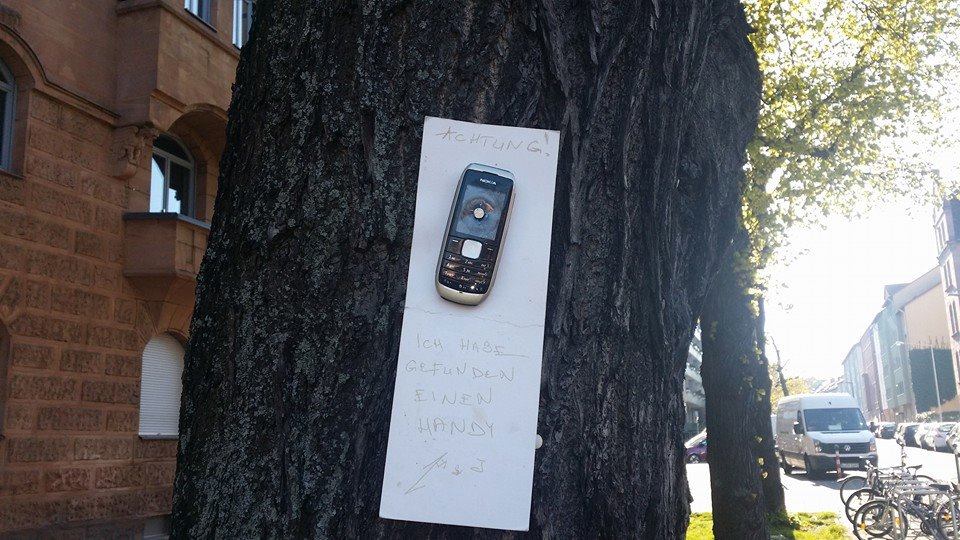 ACHTUNG!
NOKIA
ICH HABE
GEFUNDEN
EINEN
HANDY
M & J